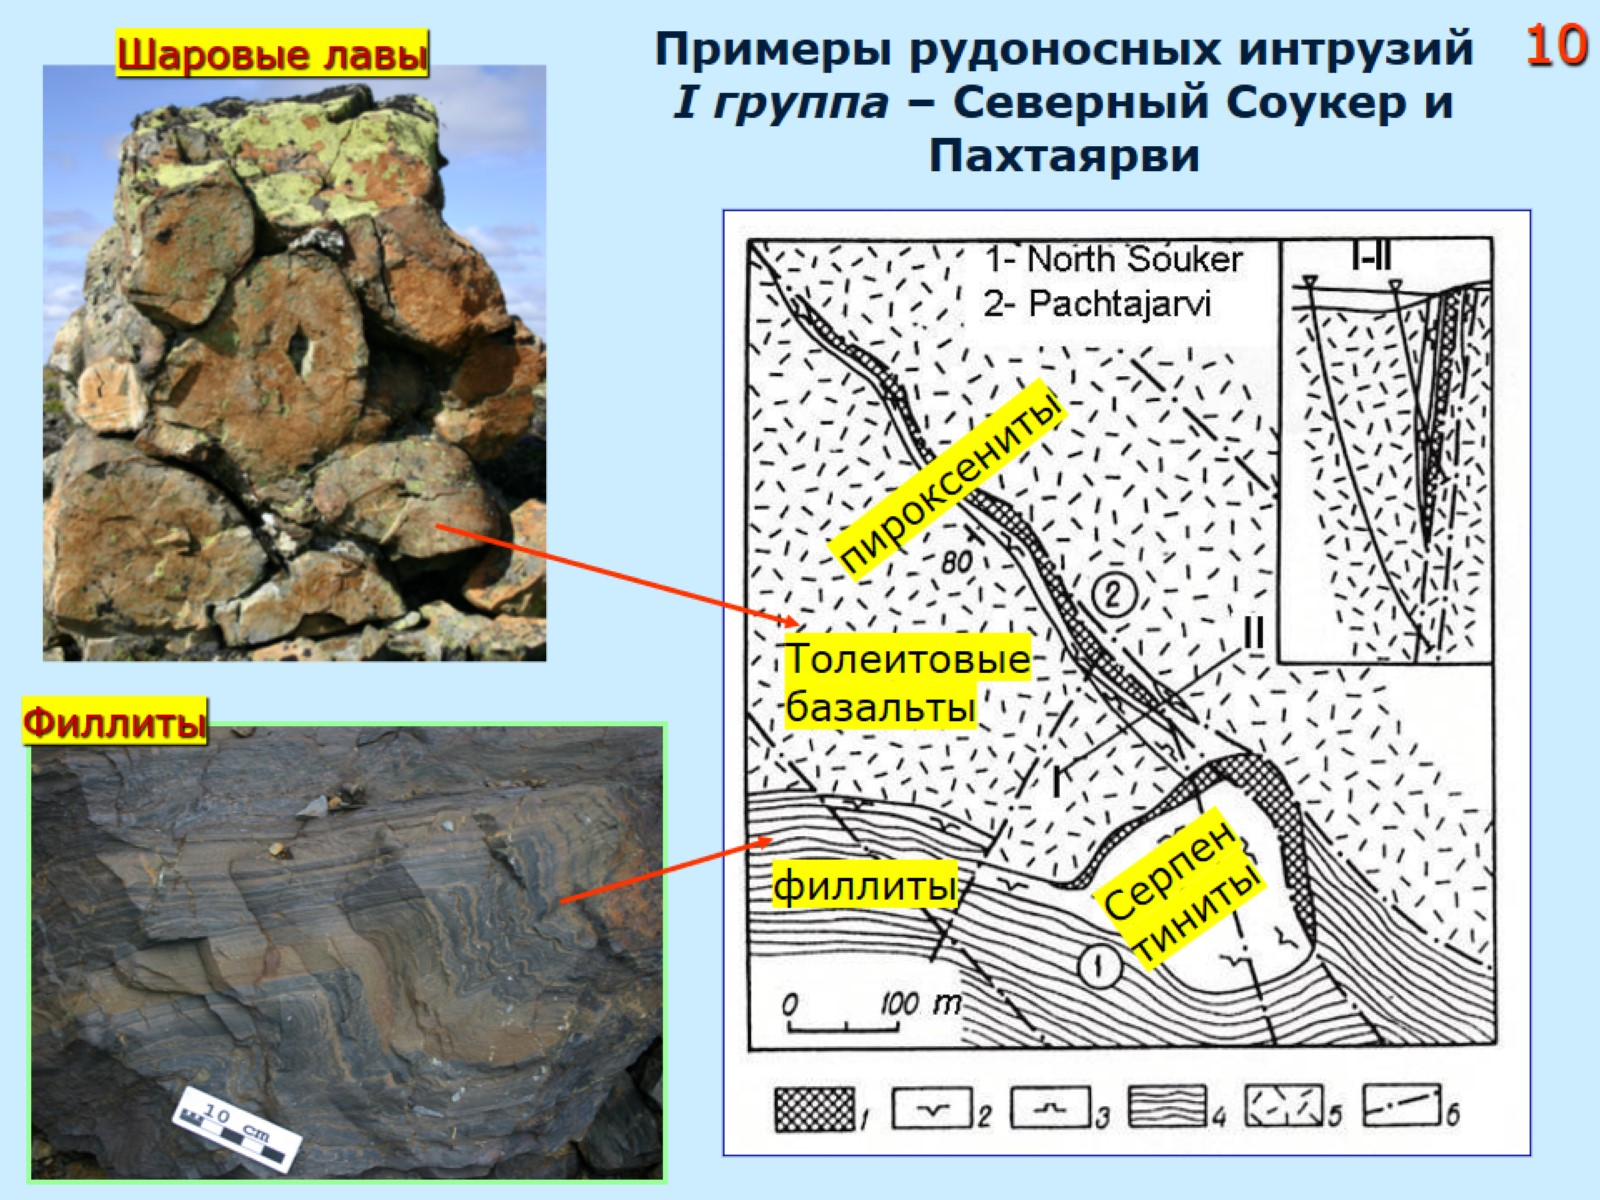 Шаровые лавы
Примеры рудоносных интрузий
I группа – Северный Соукер и
Пахтаярви
10
1- North Souker
2- Pachtajarvi
I-II
пироксениты
80
2
II
Толеитовые
базальты
I
Филлиты
филлиты
Серпен
тиниты
1
0 100 m
10 cm
1 2 3 4 5 6